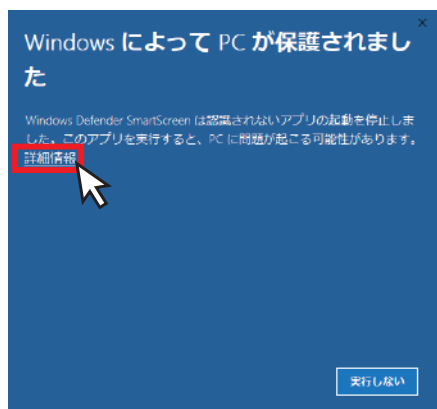 Windows によって PC が保護されまし
た
Windows Defender SmartScreen は認識されないアプリの起動を停止しま
した。このアプリを実行すると、PC に問題が起こる可能性があります。
詳細情報
実行しない